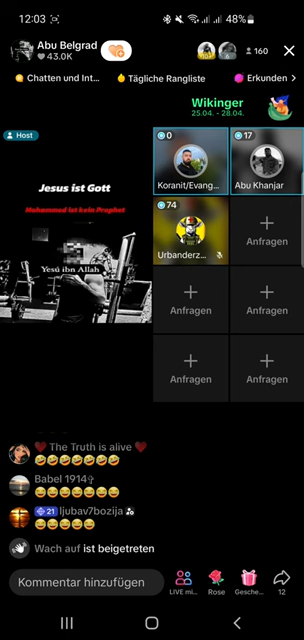 12:03
48%
Abu Belgrad
43.0K
160
Chatten und Int...
Tägliche Rangliste
Erkunden >
Wikinger
25.04. - 28.04.
Host
0
17
Jesus ist Gott
Mohammed ist kein Prophet
Yesú ibn Allah
Koranit/Evang...
Abu Khanjar
74
Urbanderz...
Anfragen
Anfragen
Anfragen
Anfragen
Anfragen
The Truth is alive
Babel 1914
21 ljubav7bozija
Wach auf ist beigetreten
Kommentar hinzufügen
LIVE mi...
Rose
Gesche...
12